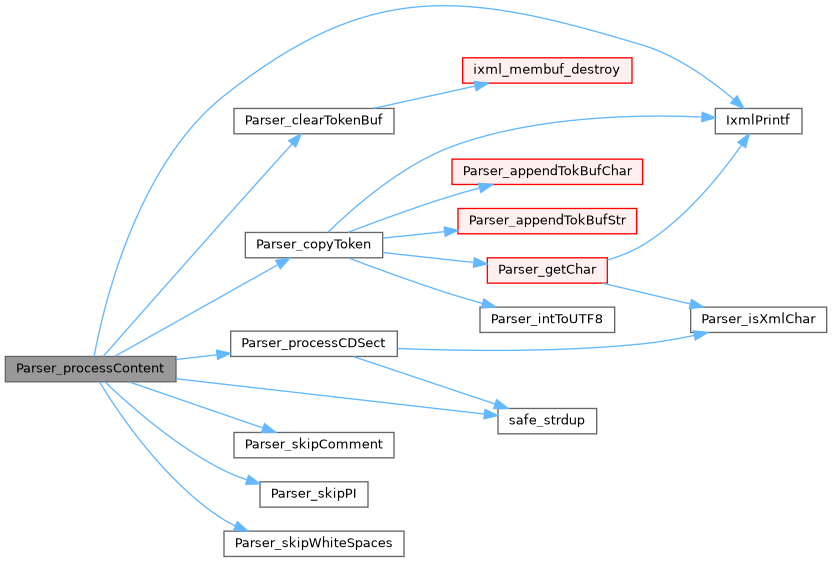 ixml_membuf_destroy
Parser_clearTokenBuf
IxmlPrintf
Parser_appendTokBufChar
Parser_appendTokBufStr
Parser_copyToken
Parser_getChar
Parser_intToUTF8
Parser_isXmlChar
Parser_processCDSect
Parser_processContent
safe_strdup
Parser_skipComment
Parser_skipPI
Parser_skipWhiteSpaces